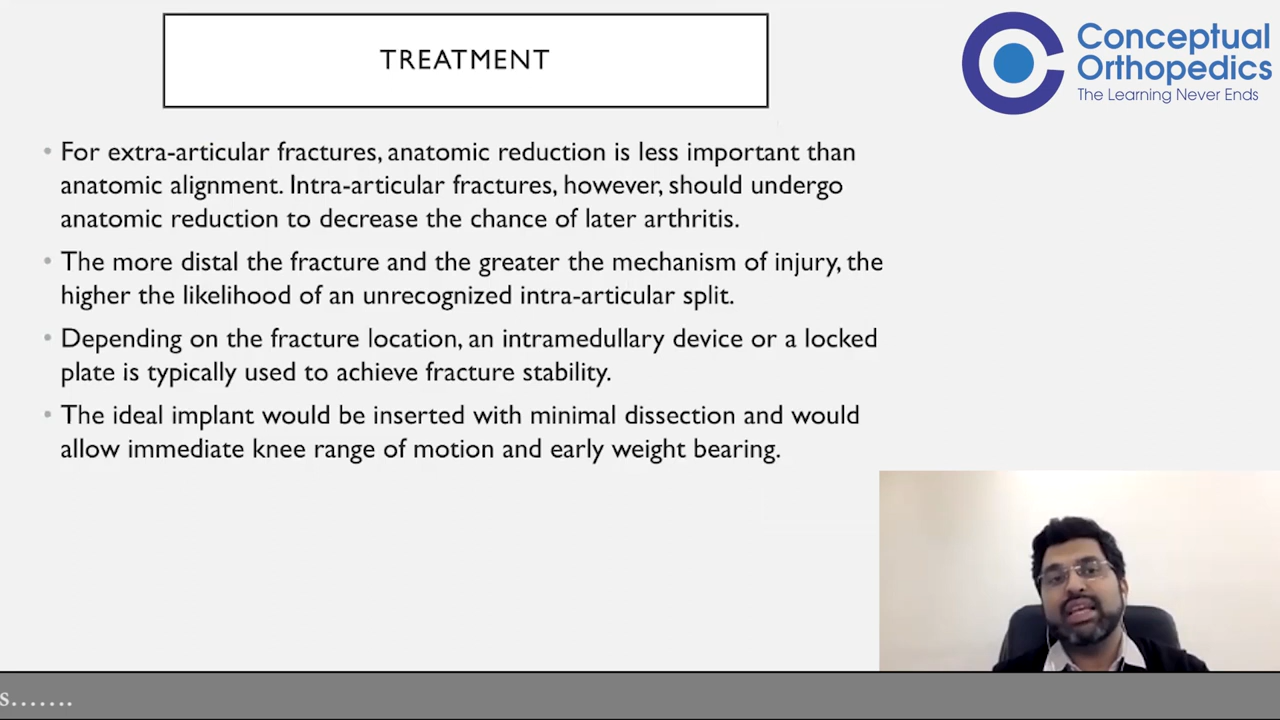 TREATMENT
Conceptual
Orthopedics
The Learning Never Ends
• For extra-articular fractures, anatomic reduction is less important than
anatomic alignment. Intra-articular fractures, however, should undergo
anatomic reduction to decrease the chance of later arthritis.
• The more distal the fracture and the greater the mechanism of injury, the
higher the likelihood of an unrecognized intra-articular split.
• Depending on the fracture location, an intramedullary device or a locked
plate is typically used to achieve fracture stability.
• The ideal implant would be inserted with minimal dissection and would
allow immediate knee range of motion and early weight bearing.
s.......